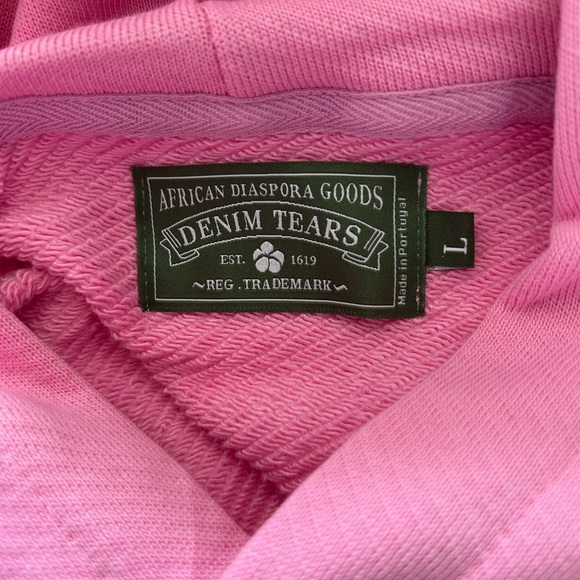 AFRICAN DIASPORA GOODS
DENIM TEARS
EST. 1619
~REG.TRADEMARK~
Made in Portugal
L